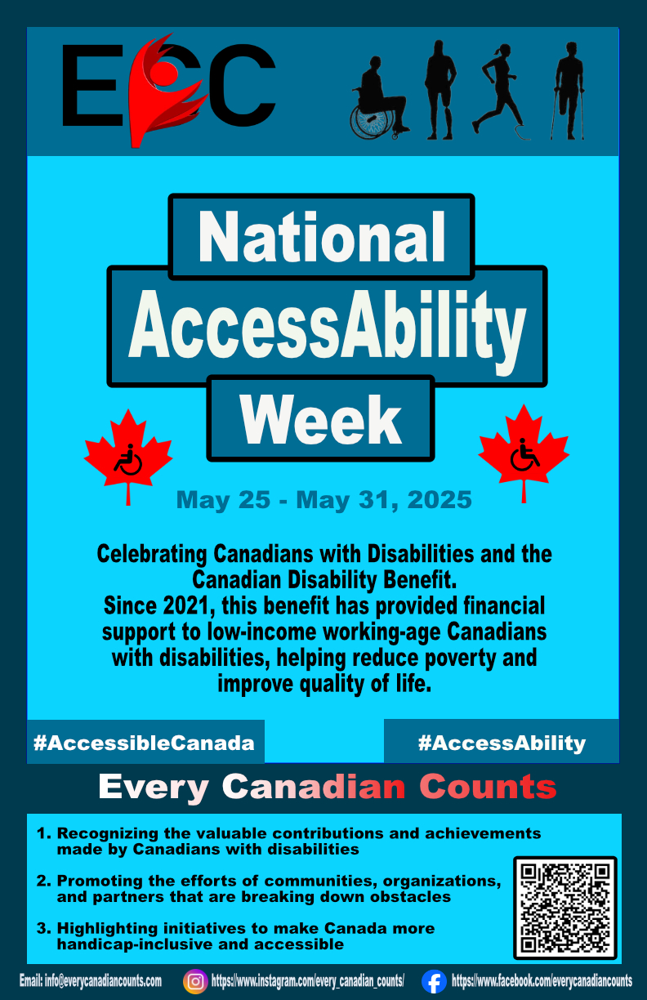 ECC
National
AccessAbility
Week
May 25 - May 31, 2025
Celebrating Canadians with Disabilities and the
Canadian Disability Benefit.
Since 2021, this benefit has provided financial
support to low-income working-age Canadians
with disabilities, helping reduce poverty and
improve quality of life.
#AccessibleCanada
#AccessAbility
Every Canadian Counts
1. Recognizing the valuable contributions and achievements
made by Canadians with disabilities
2. Promoting the efforts of communities, organizations,
and partners that are breaking down obstacles
3. Highlighting initiatives to make Canada more
handicap-inclusive and accessible
Email: info@everycanadiancounts.com
https://www.instagram.com/every_canadian_counts/
https://www.facebook.com/everycanadiancounts